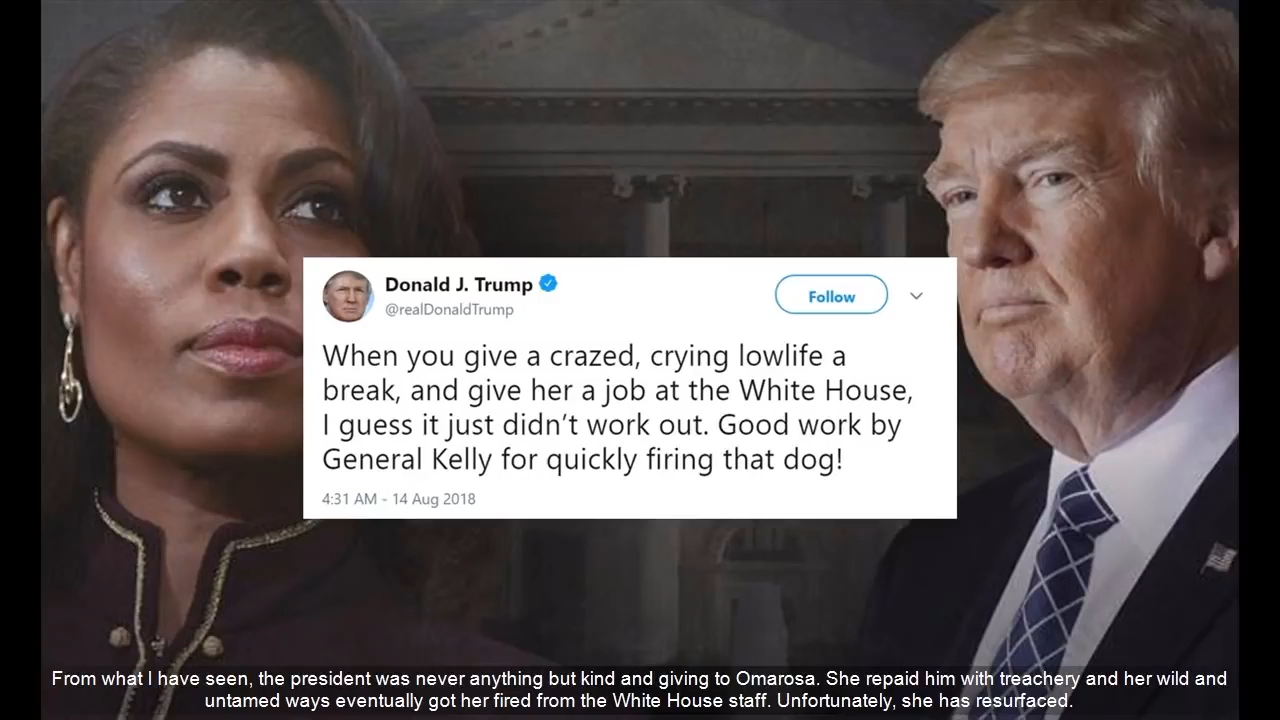 Donald J. Trump
@realDonaldTrump
Follow
When you give a crazed, crying lowlife a
break, and give her a job at the White House,
I guess it just didn’t work out. Good work by
General Kelly for quickly firing that dog!
4:31 AM - 14 Aug 2018
From what I have seen, the president was never anything but kind and giving to Omarosa. She repaid him with treachery and her wild and
untamed ways eventually got her fired from the White House staff. Unfortunately, she has resurfaced.